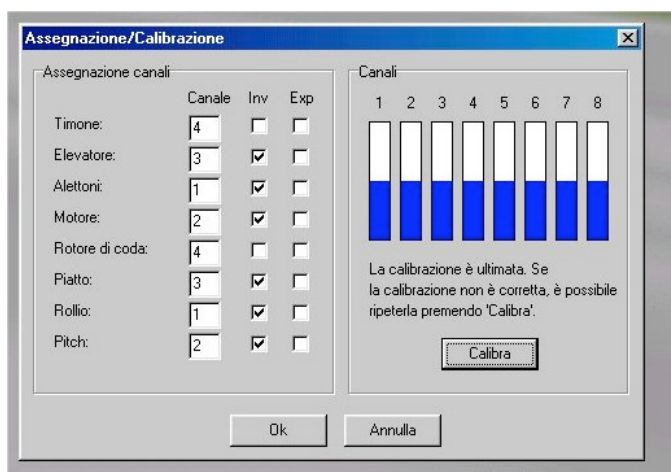 Assegnazione/Calibrazione
Assegnazione canali
Canale Inv Exp
Timone: 4
Elevatore: 3
Alettoni: 1
Motore: 2
Rotore di coda: 4
Piatto: 3
Rollio: 1
Pitch: 2
Canali
1 2 3 4 5 6 7 8
La calibrazione è ultimata. Se
la calibrazione non è corretta, è possibile
ripeterla premendo 'Calibra'.
Calibra
Ok Annulla